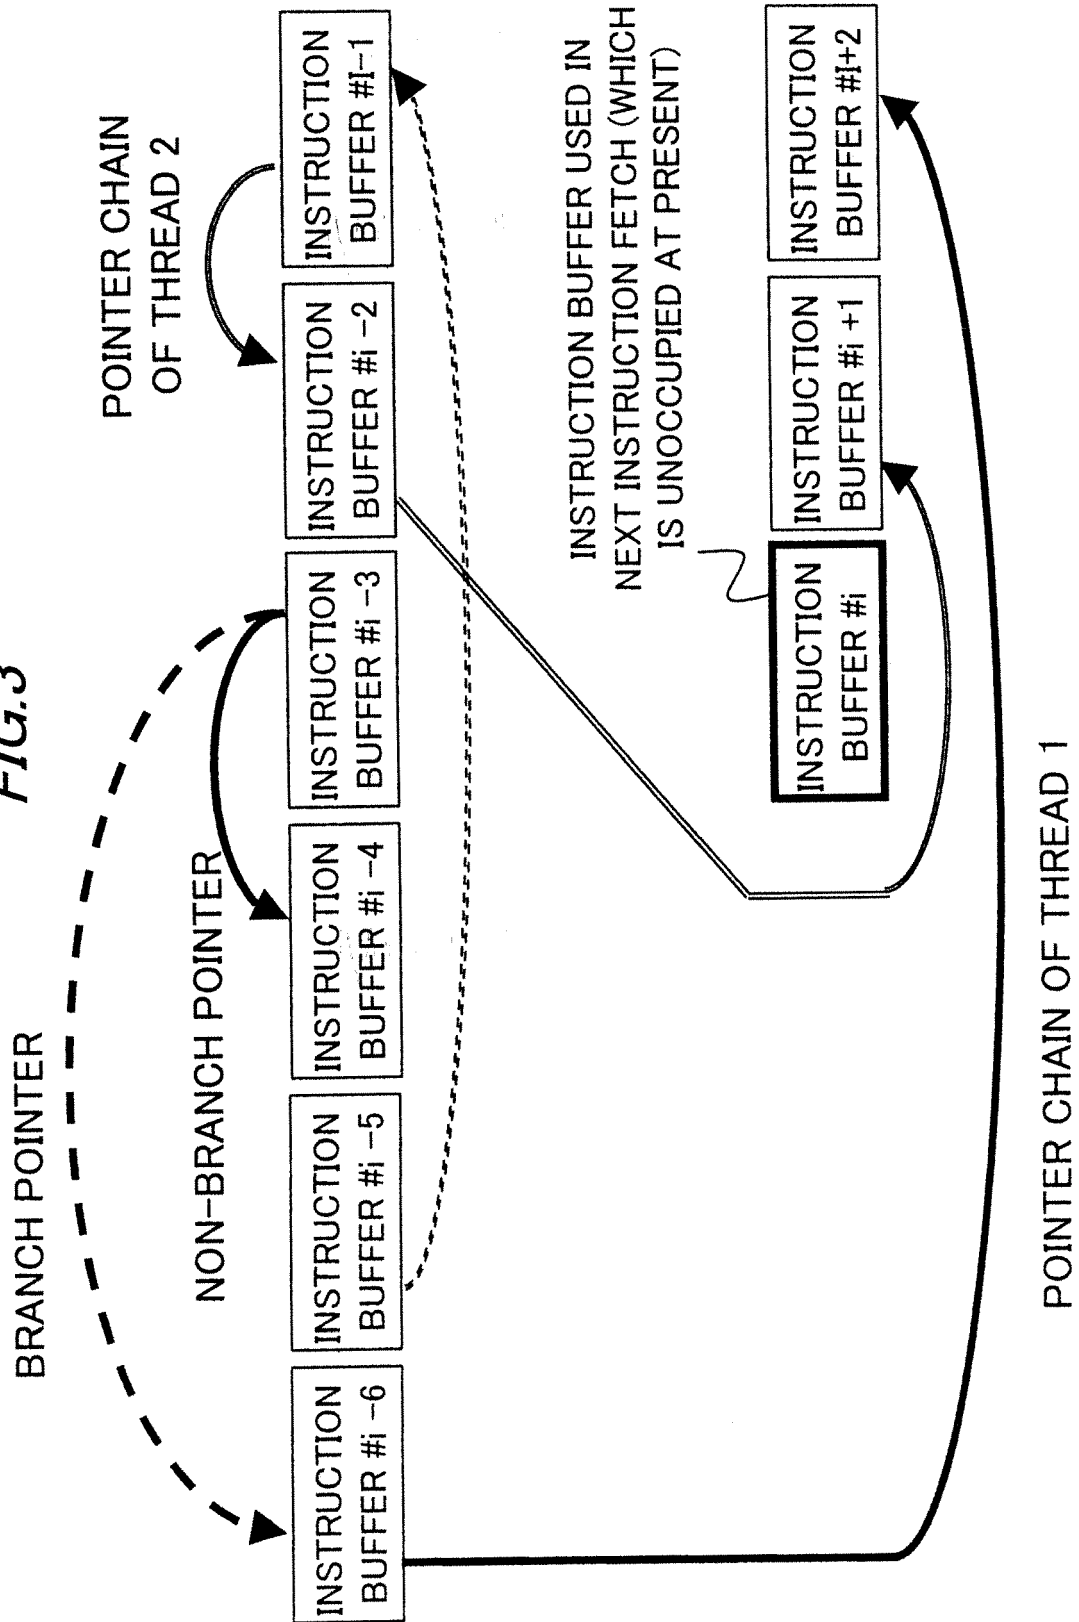 FIG.3
BRANCH POINTER
NON-BRANCH POINTER
POINTER CHAIN
OF THREAD 2
INSTRUCTION
BUFFER #i -6
INSTRUCTION
BUFFER #i -5
INSTRUCTION
BUFFER #i -4
INSTRUCTION
BUFFER #i -3
INSTRUCTION
BUFFER #i -2
INSTRUCTION
BUFFER #I-1
INSTRUCTION BUFFER USED IN
NEXT INSTRUCTION FETCH (WHICH
IS UNOCCUPIED AT PRESENT)
INSTRUCTION
BUFFER #i
INSTRUCTION
BUFFER #i +1
INSTRUCTION
BUFFER #I+2
POINTER CHAIN OF THREAD 1